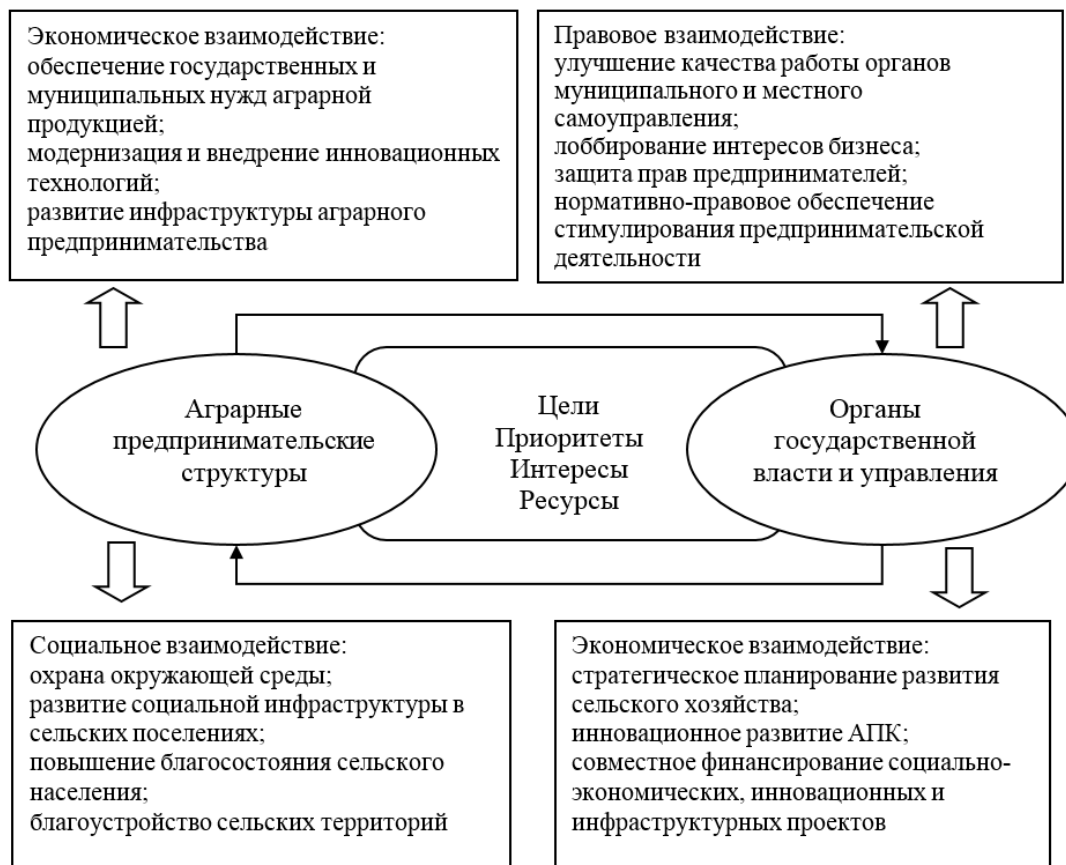 Экономическое взаимодействие:
обеспечение государственных и
муниципальных нужд аграрной
продукцией;
модернизация и внедрение инновационных
технологий;
развитие инфраструктуры аграрного
предпринимательства
Правовое взаимодействие:
улучшение качества работы органов
муниципального и местного
самоуправления;
лоббирование интересов бизнеса;
защита прав предпринимателей;
нормативно-правовое обеспечение
стимулирования предпринимательской
деятельности
Аграрные
предпринимательские
структуры
Цели
Приоритеты
Интересы
Ресурсы
Органы
государственной
власти и управления
Социальное взаимодействие:
охрана окружающей среды;
развитие социальной инфраструктуры в
сельских поселениях;
повышение благосостояния сельского
населения;
благоустройство сельских территорий
Экономическое взаимодействие:
стратегическое планирование развития
сельского хозяйства;
инновационное развитие АПК;
совместное финансирование социально-
экономических, инновационных и
инфраструктурных проектов